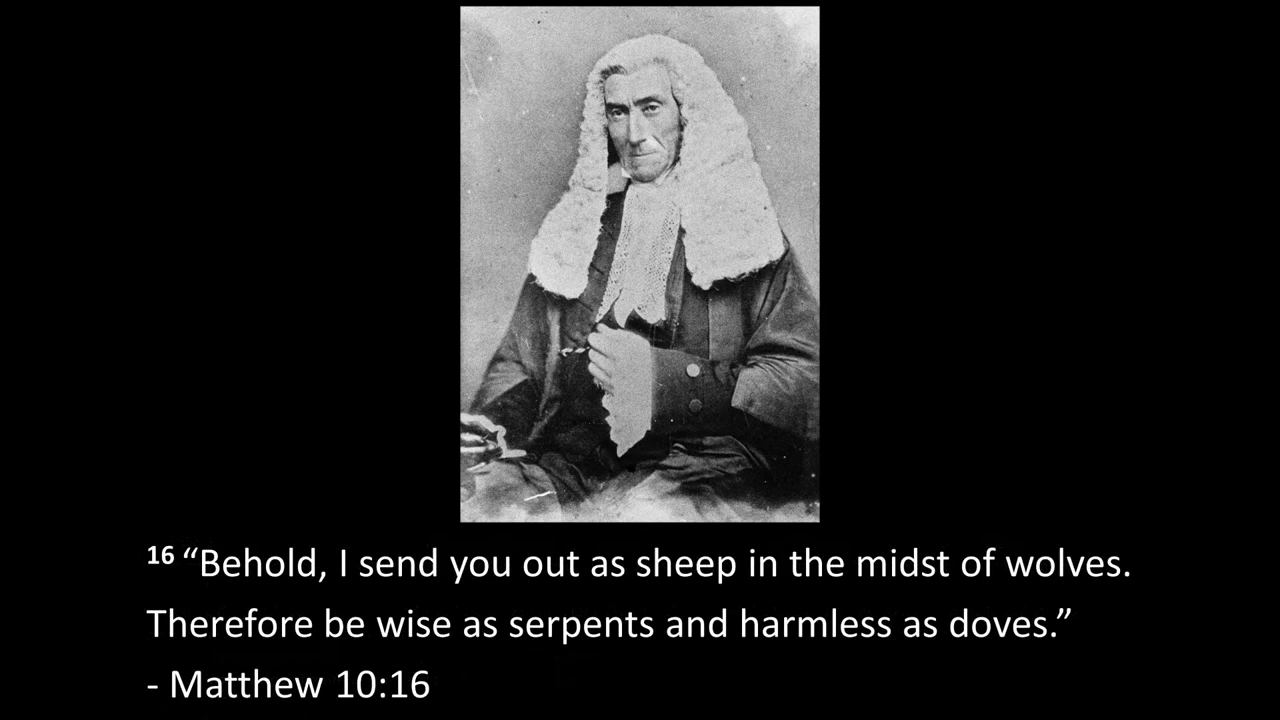 16 “Behold, I send you out as sheep in the midst of wolves.
Therefore be wise as serpents and harmless as doves.”
- Matthew 10:16